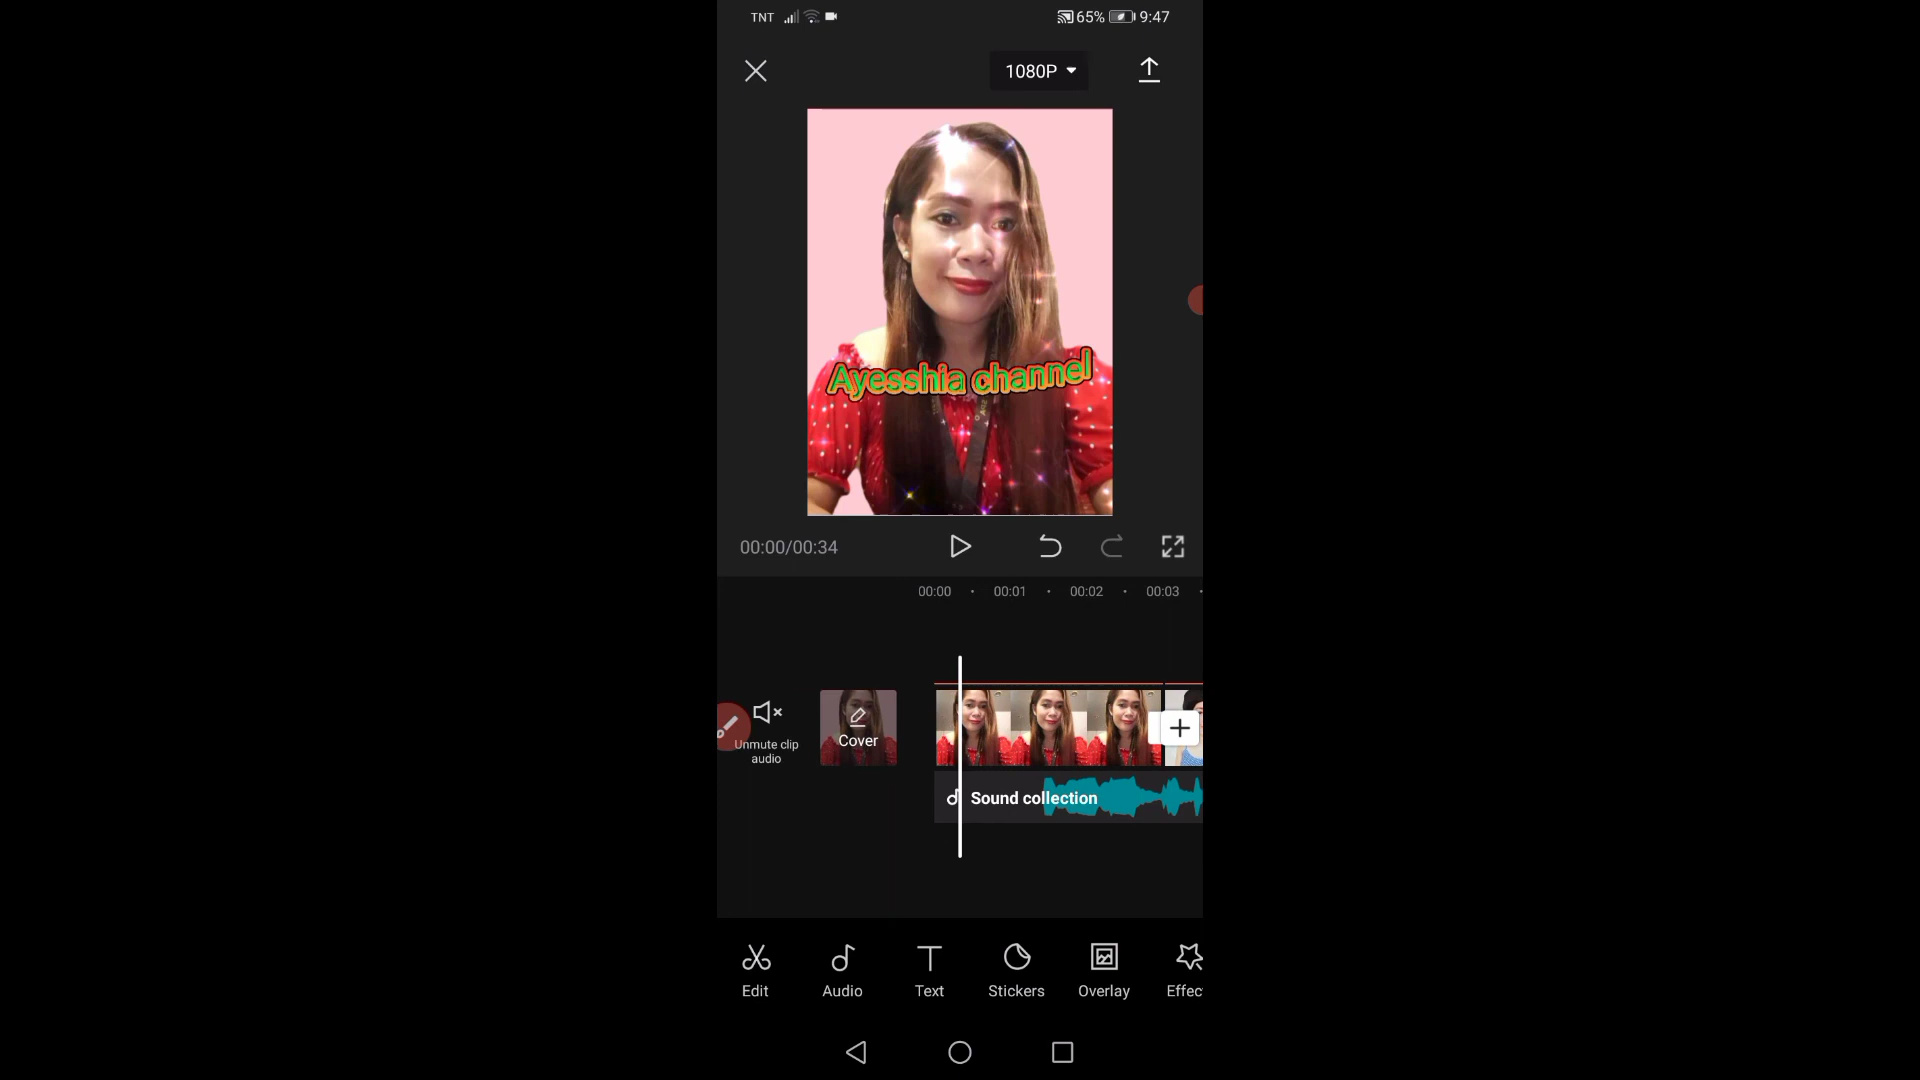 TNT 65% 9:47
1080P
Ayesshia channel
00:00/00:34
00:00 00:01 00:02 00:03
Unmute clip
audio
Cover
Sound collection
Edit Audio Text Stickers Overlay Effec